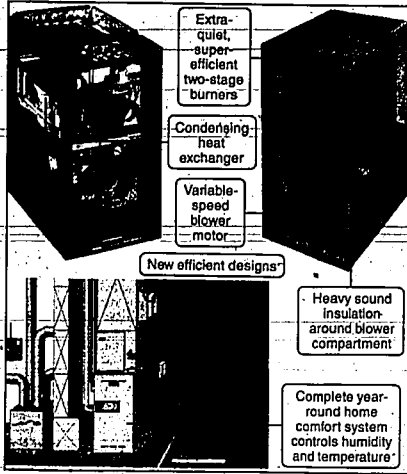 Extra-
quiet,
super-
efficient
two-stage
burners
Condensing
heat
exchanger
Variable-
speed
blower
motor
New efficient designs
Heavy sound
insulation
around blower
compartment
Complete year-
round home
comfort system
controls humidity
and temperature